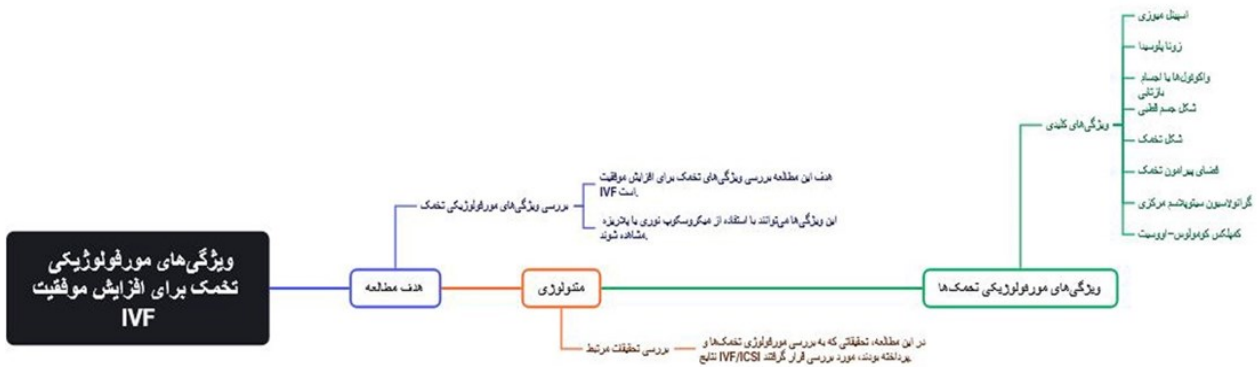 ویژگی‌های مورفولوژیکی
تخمک برای افزایش موفقیت
IVF
هدف مطالعه
بررسی ویژگی‌های مورفولوژیکی تخمک
هدف این مطالعه بررسی ویژگی‌های تخمک برای افزایش موفقیت
IVF است.
این ویژگی‌ها می‌توانند با استفاده از میکروسکوپ نوری یا پلاریزه
مشاهده شوند.
متدولوژی
بررسی تحقیقات مرتبط
در این مطالعه، تحقیقاتی که به بررسی مورفولوژی تخمک‌ها و
نتایج IVF/ICSI پرداخته بودند، مورد بررسی قرار گرفتند.
ویژگی‌های مورفولوژیکی تخمک‌ها
ویژگی‌های کلیدی
اسپیندل میوزی
زونا پلوسیدا
واکوئول‌ها یا اجسام
بازتابی
شکل جسم قطبی
شکل تخمک
فضای پیرامون تخمک
گرانولاسیون سیتوپلاسم مرکزی
کمپلکس کومولوس-اووسیت